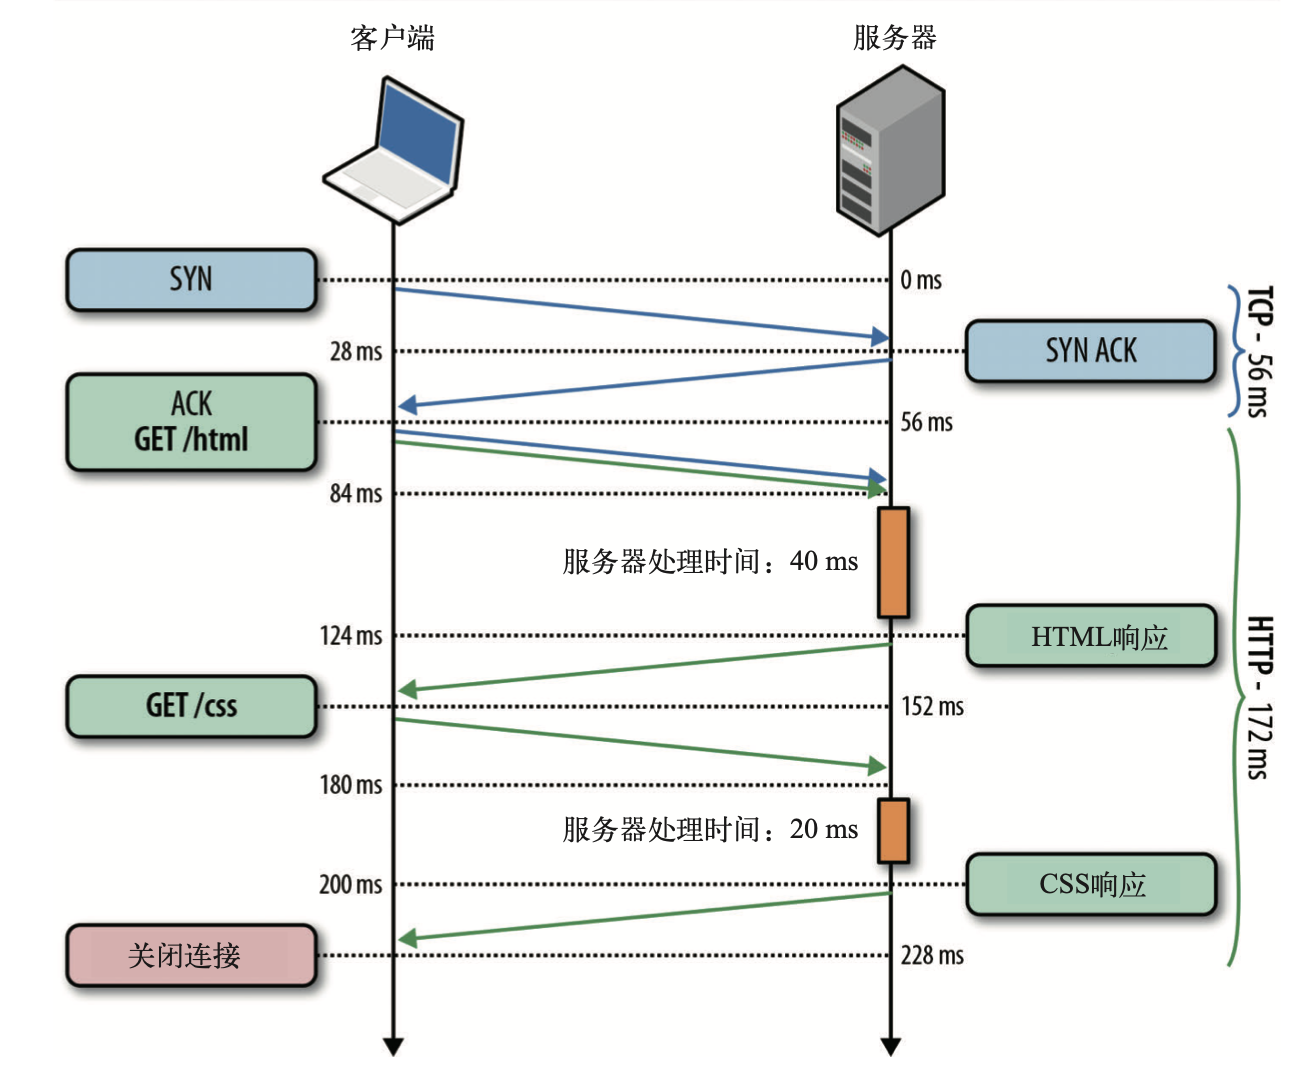 客户端
服务器
SYN
0 ms
28 ms
SYN ACK
TCP - 56 ms
ACK
GET /html
56 ms
84 ms
服务器处理时间：40 ms
124 ms
HTML响应
HTTP - 172 ms
GET /css
152 ms
180 ms
服务器处理时间：20 ms
200 ms
CSS响应
关闭连接
228 ms